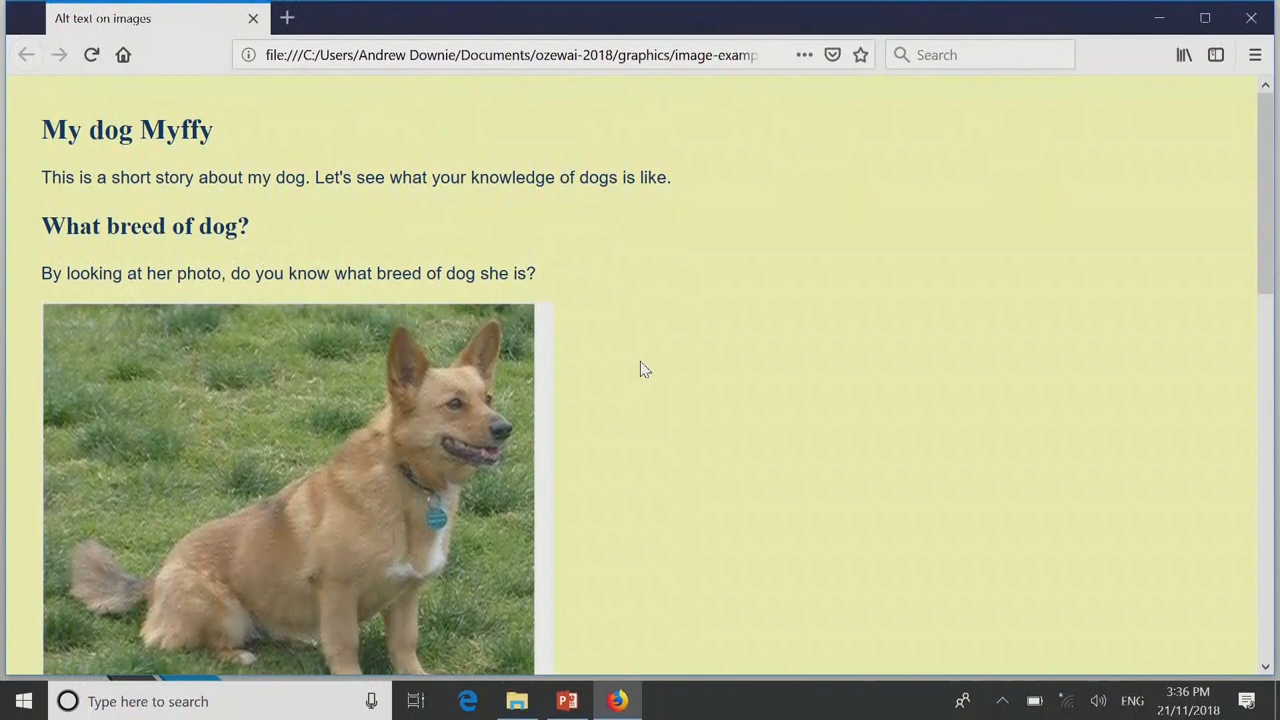 Alt text on images
file:///C:/Users/Andrew Downie/Documents/ozewai-2018/graphics/image-examp
Search
My dog Myffy
This is a short story about my dog. Let's see what your knowledge of dogs is like.
What breed of dog?
By looking at her photo, do you know what breed of dog she is?
Type here to search
ENG
3:36 PM
21/11/2018